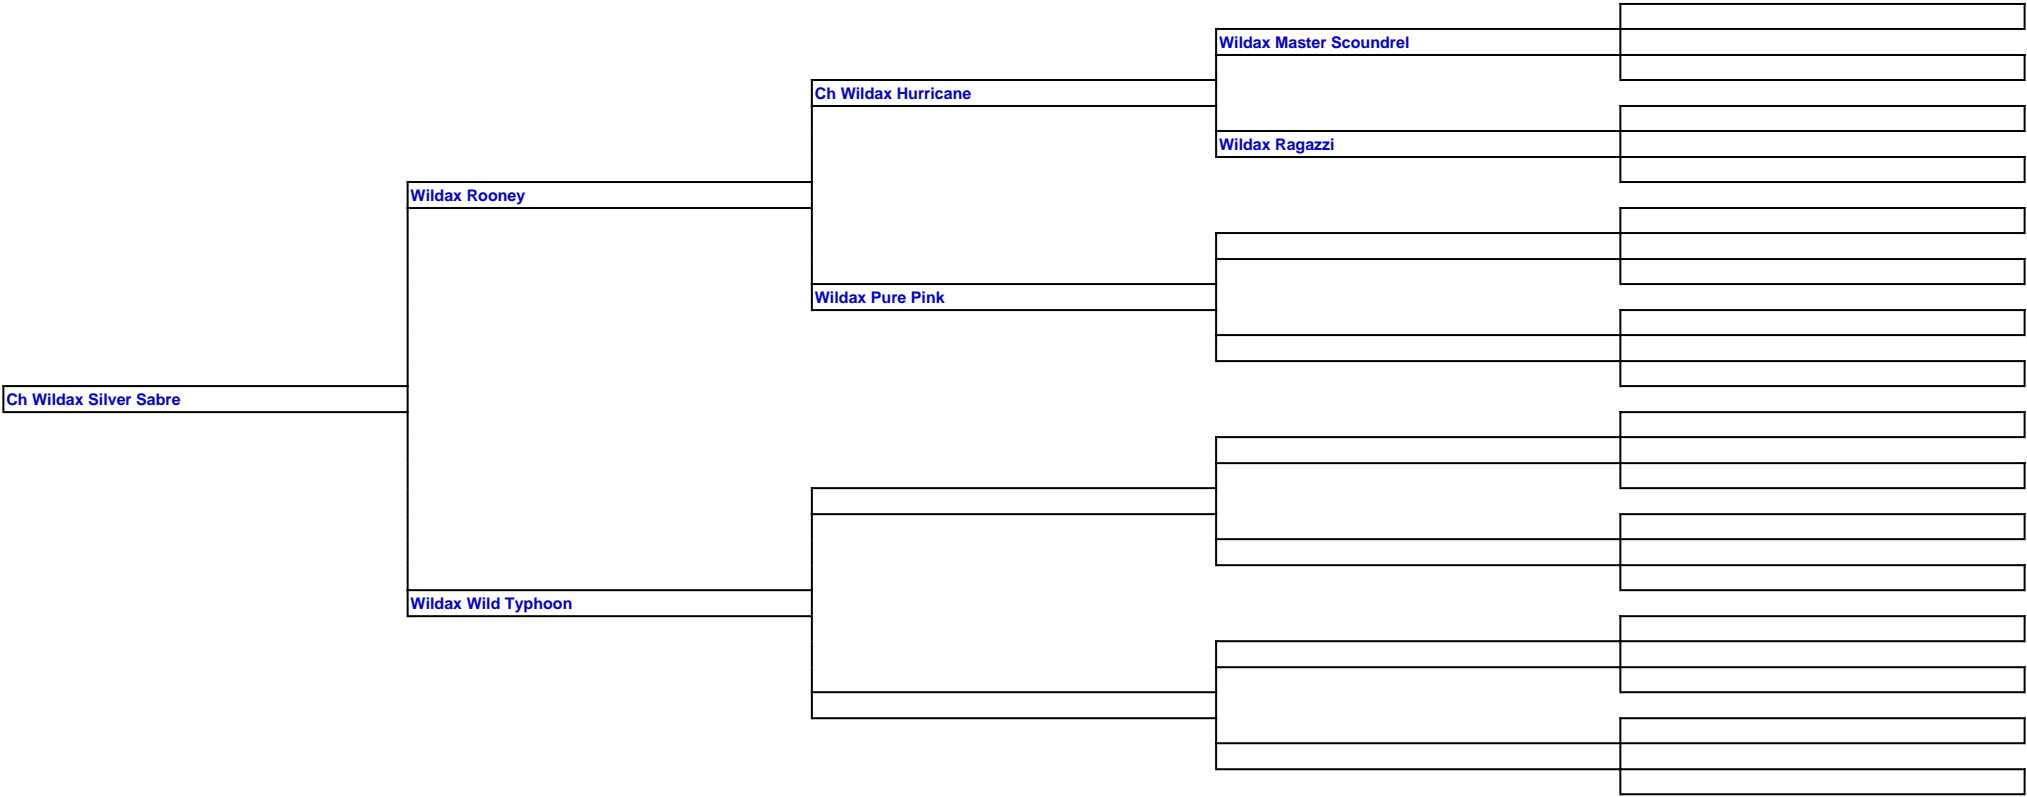 Wildax Master Scoundrel
Ch Wildax Hurricane
Wildax Ragazzi
Wildax Rooney
Wildax Pure Pink
Ch Wildax Silver Sabre
Wildax Wild Typhoon